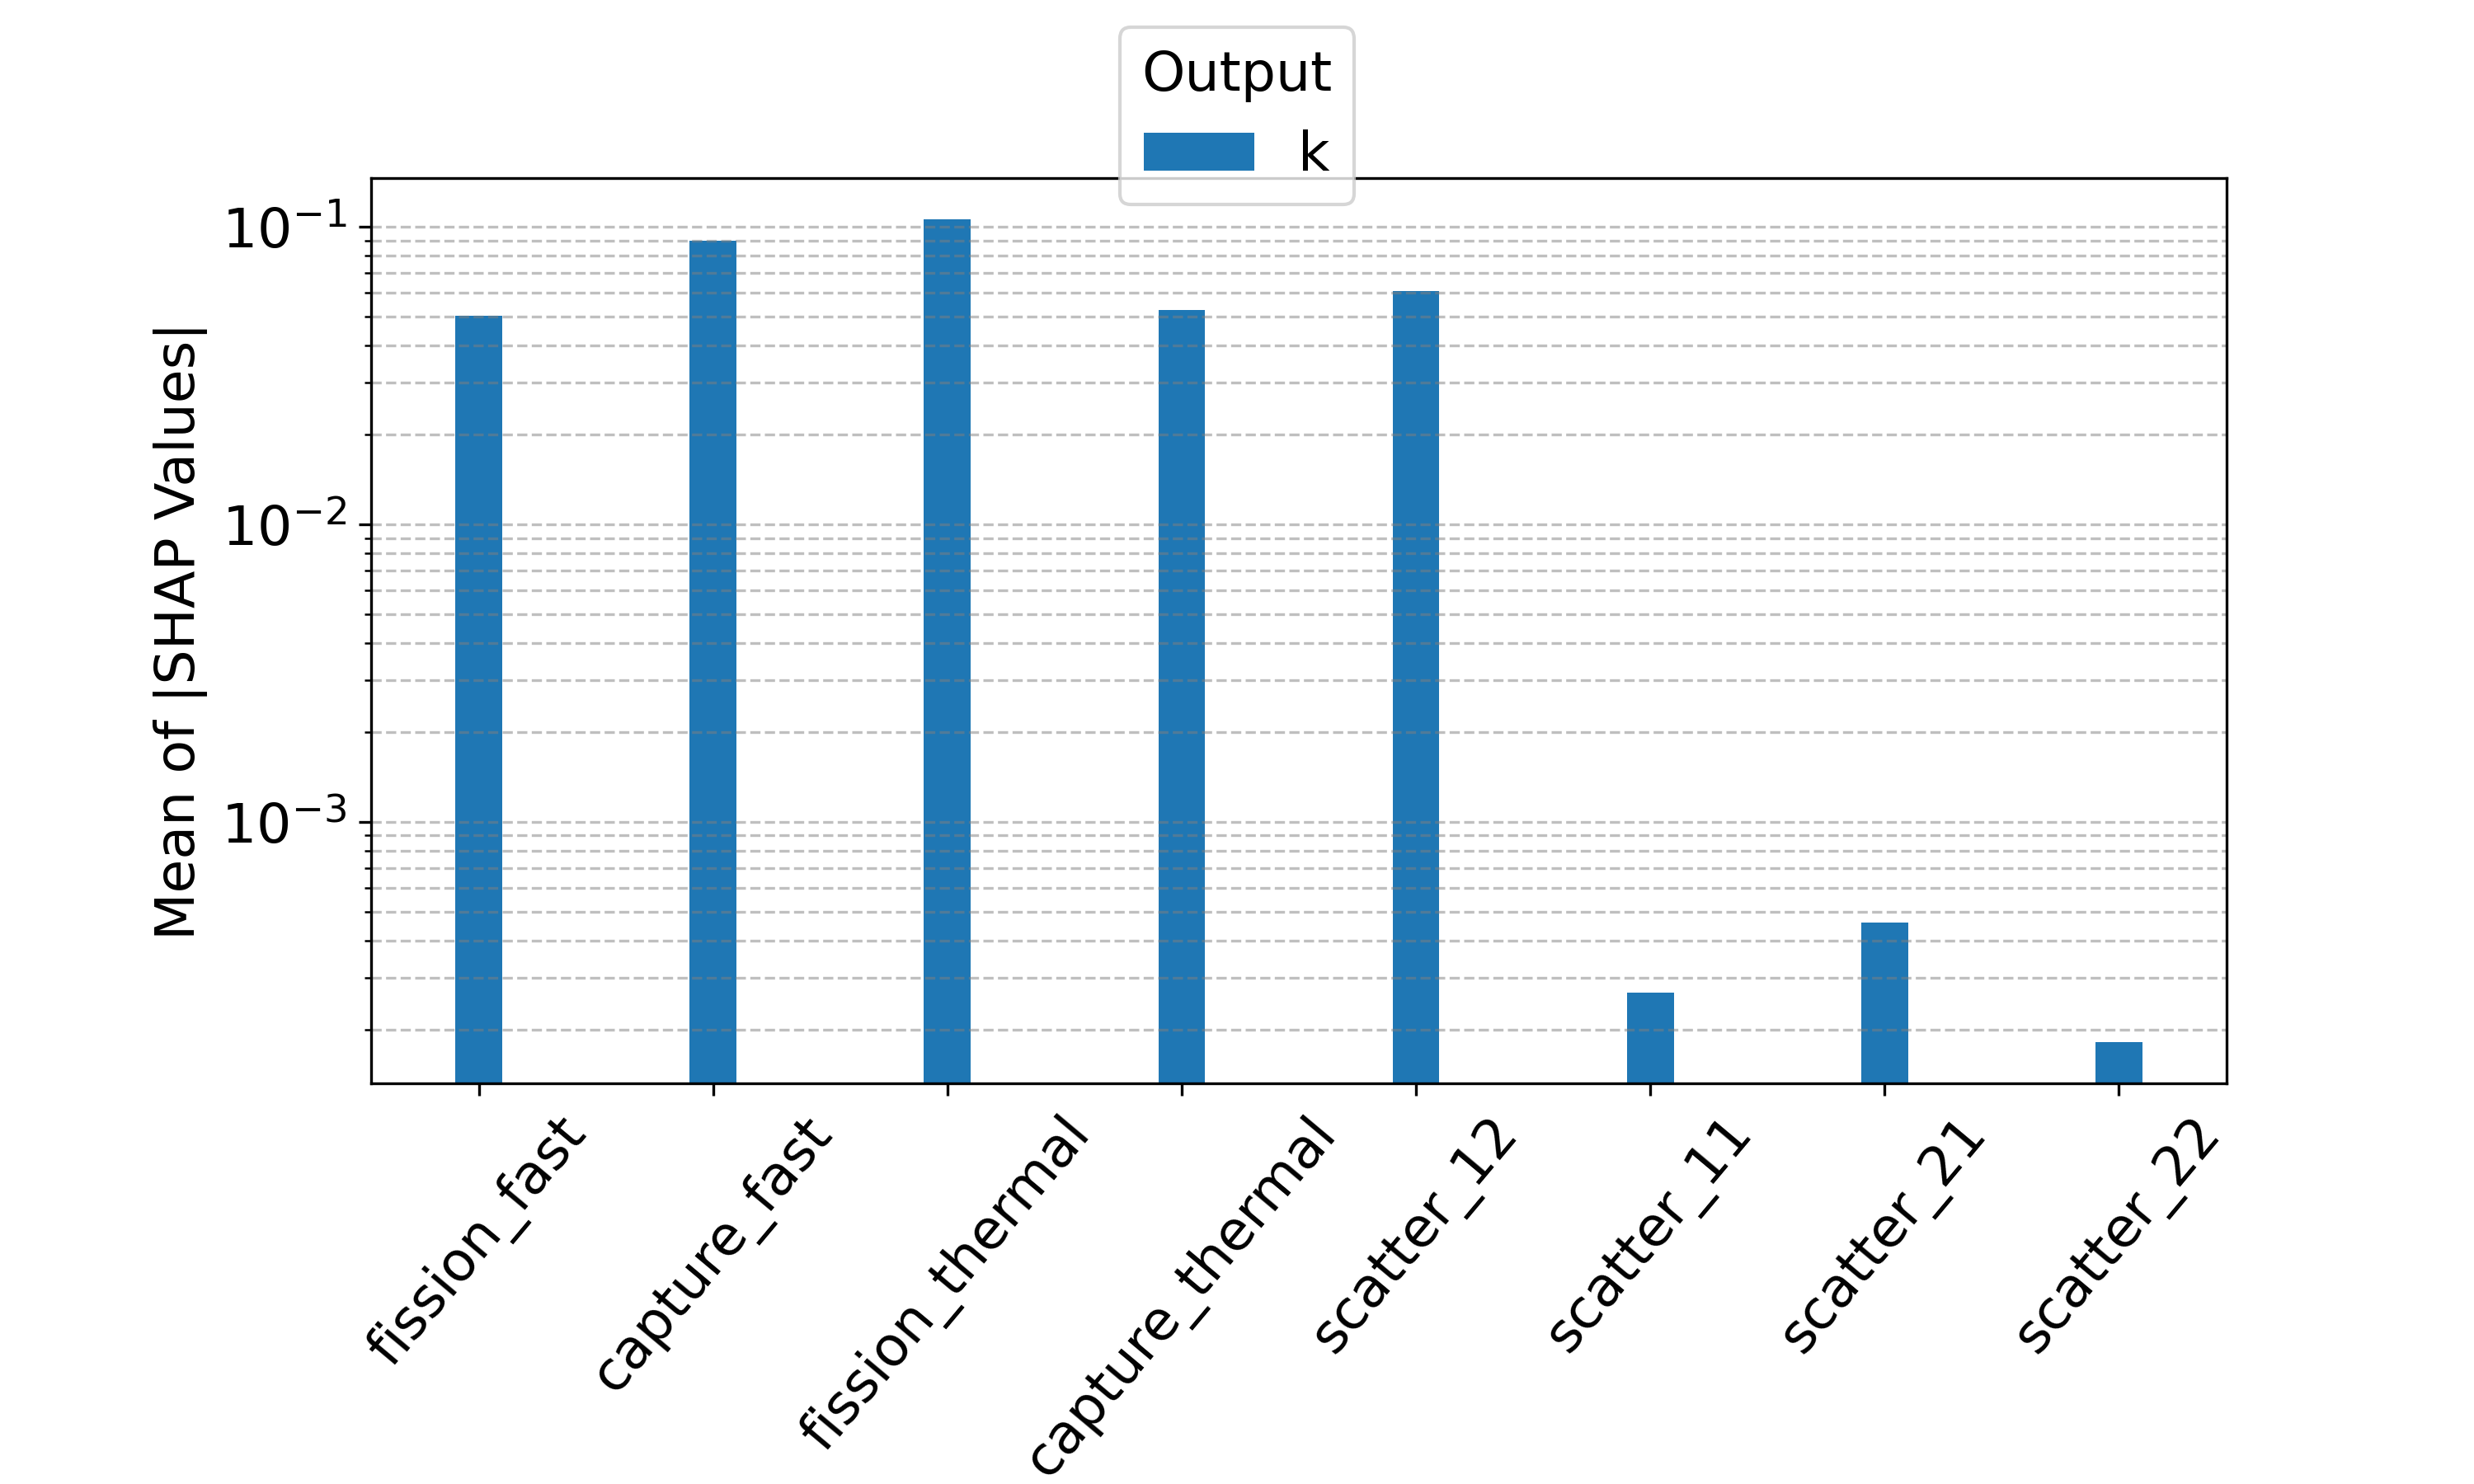 Output
k
Mean of |SHAP Values|
10⁻¹
10⁻²
10⁻³
fission_fast
capture_fast
fission_thermal
capture_thermal
scatter_12
scatter_11
scatter_21
scatter_22